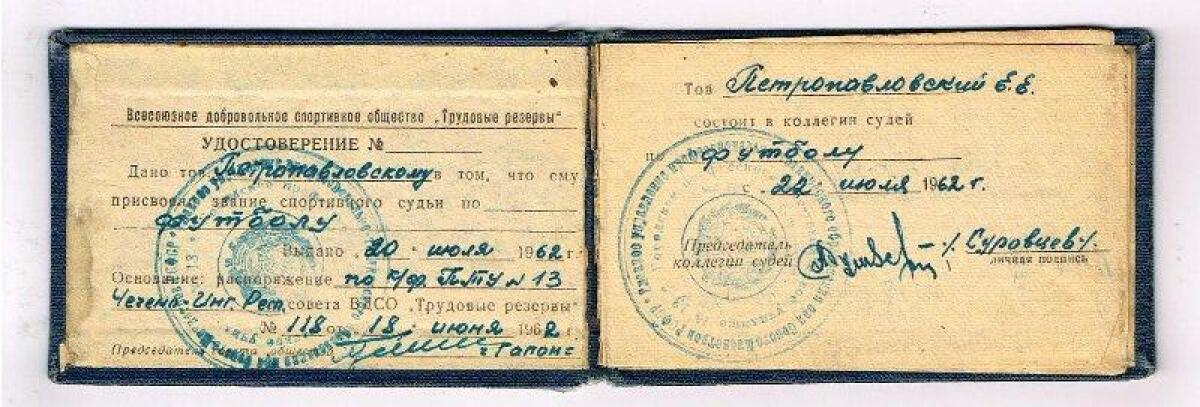 Всесоюзное добровольное спортивное общество „Трудовые резервы“
УДОСТОВЕРЕНИЕ №
Дано тов Петропавловскому в том, что ему
присвоено звание спортивного судьи по
футболу
Выдано 20 июля 1962 г.
Основание: распоряжение по к/ф. ПТУ № 13
Чечено-Инг. Рес. совета ВДСО „Трудовые резервы“
№ 118 от 18 июня 1962 г.
Председатель совета общества
Тов Петропавловский Е.Е.
состоит в коллегии судей
по футболу
с 22 июля 1962 г.
Председатель
коллегии судей
/Суровцев/
личная подпись